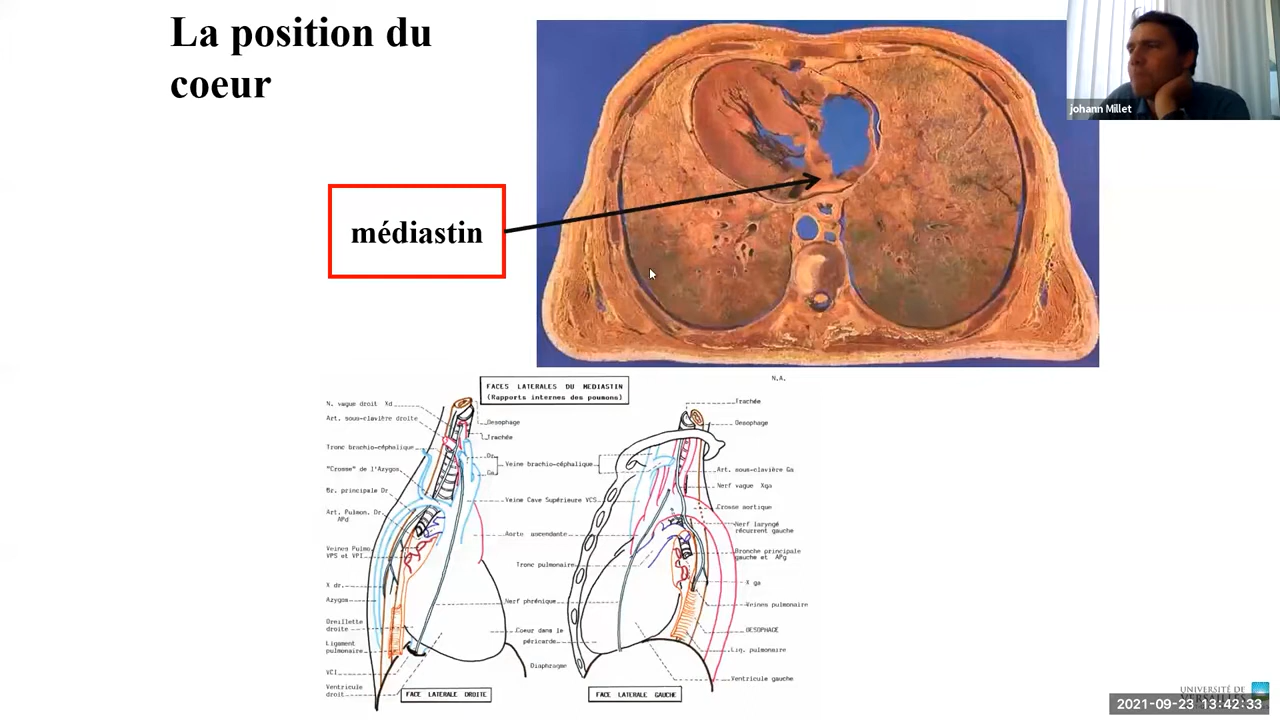 La position du
coeur
johann Millet
médiastin
N.A.
FACES LATERALES DU MEDIASTIN
(Rapports internes des poumons)
N. vague droit Xd
Art. sous-clavière droite
Tronc brachio-céphalique
"Crosse" de l'Azygos
Br. principale Dr
Art. Pulmon. Dr.
APd
Veines Pulmo.
VPS et VPI
X dr.
Azygos
Oreillette
droite
Ligament
pulmonaire
VCI
Ventricule
droit
Oesophage
Trachée
Dr
Ga
Veine brachio-céphalique
Veine Cave Supérieure VCS
Aorte ascendante
Tronc pulmonaire
Nerf phrénique
Coeur dans le
péricarde
Diaphragme
FACE LATERALE DROITE
Trachée
Oesophage
Art. sous-clavière Ga
Nerf vague Xga
Crosse aortique
Nerf laryngé
récurrent gauche
Bronche principale
gauche et APg
X ga
Veines pulmonaire
OESOPHAGE
Lig. pulmonaire
Ventricule gauche
FACE LATERALE GAUCHE
UNIVERSITÉ DE
2021-09-23 13:42:33